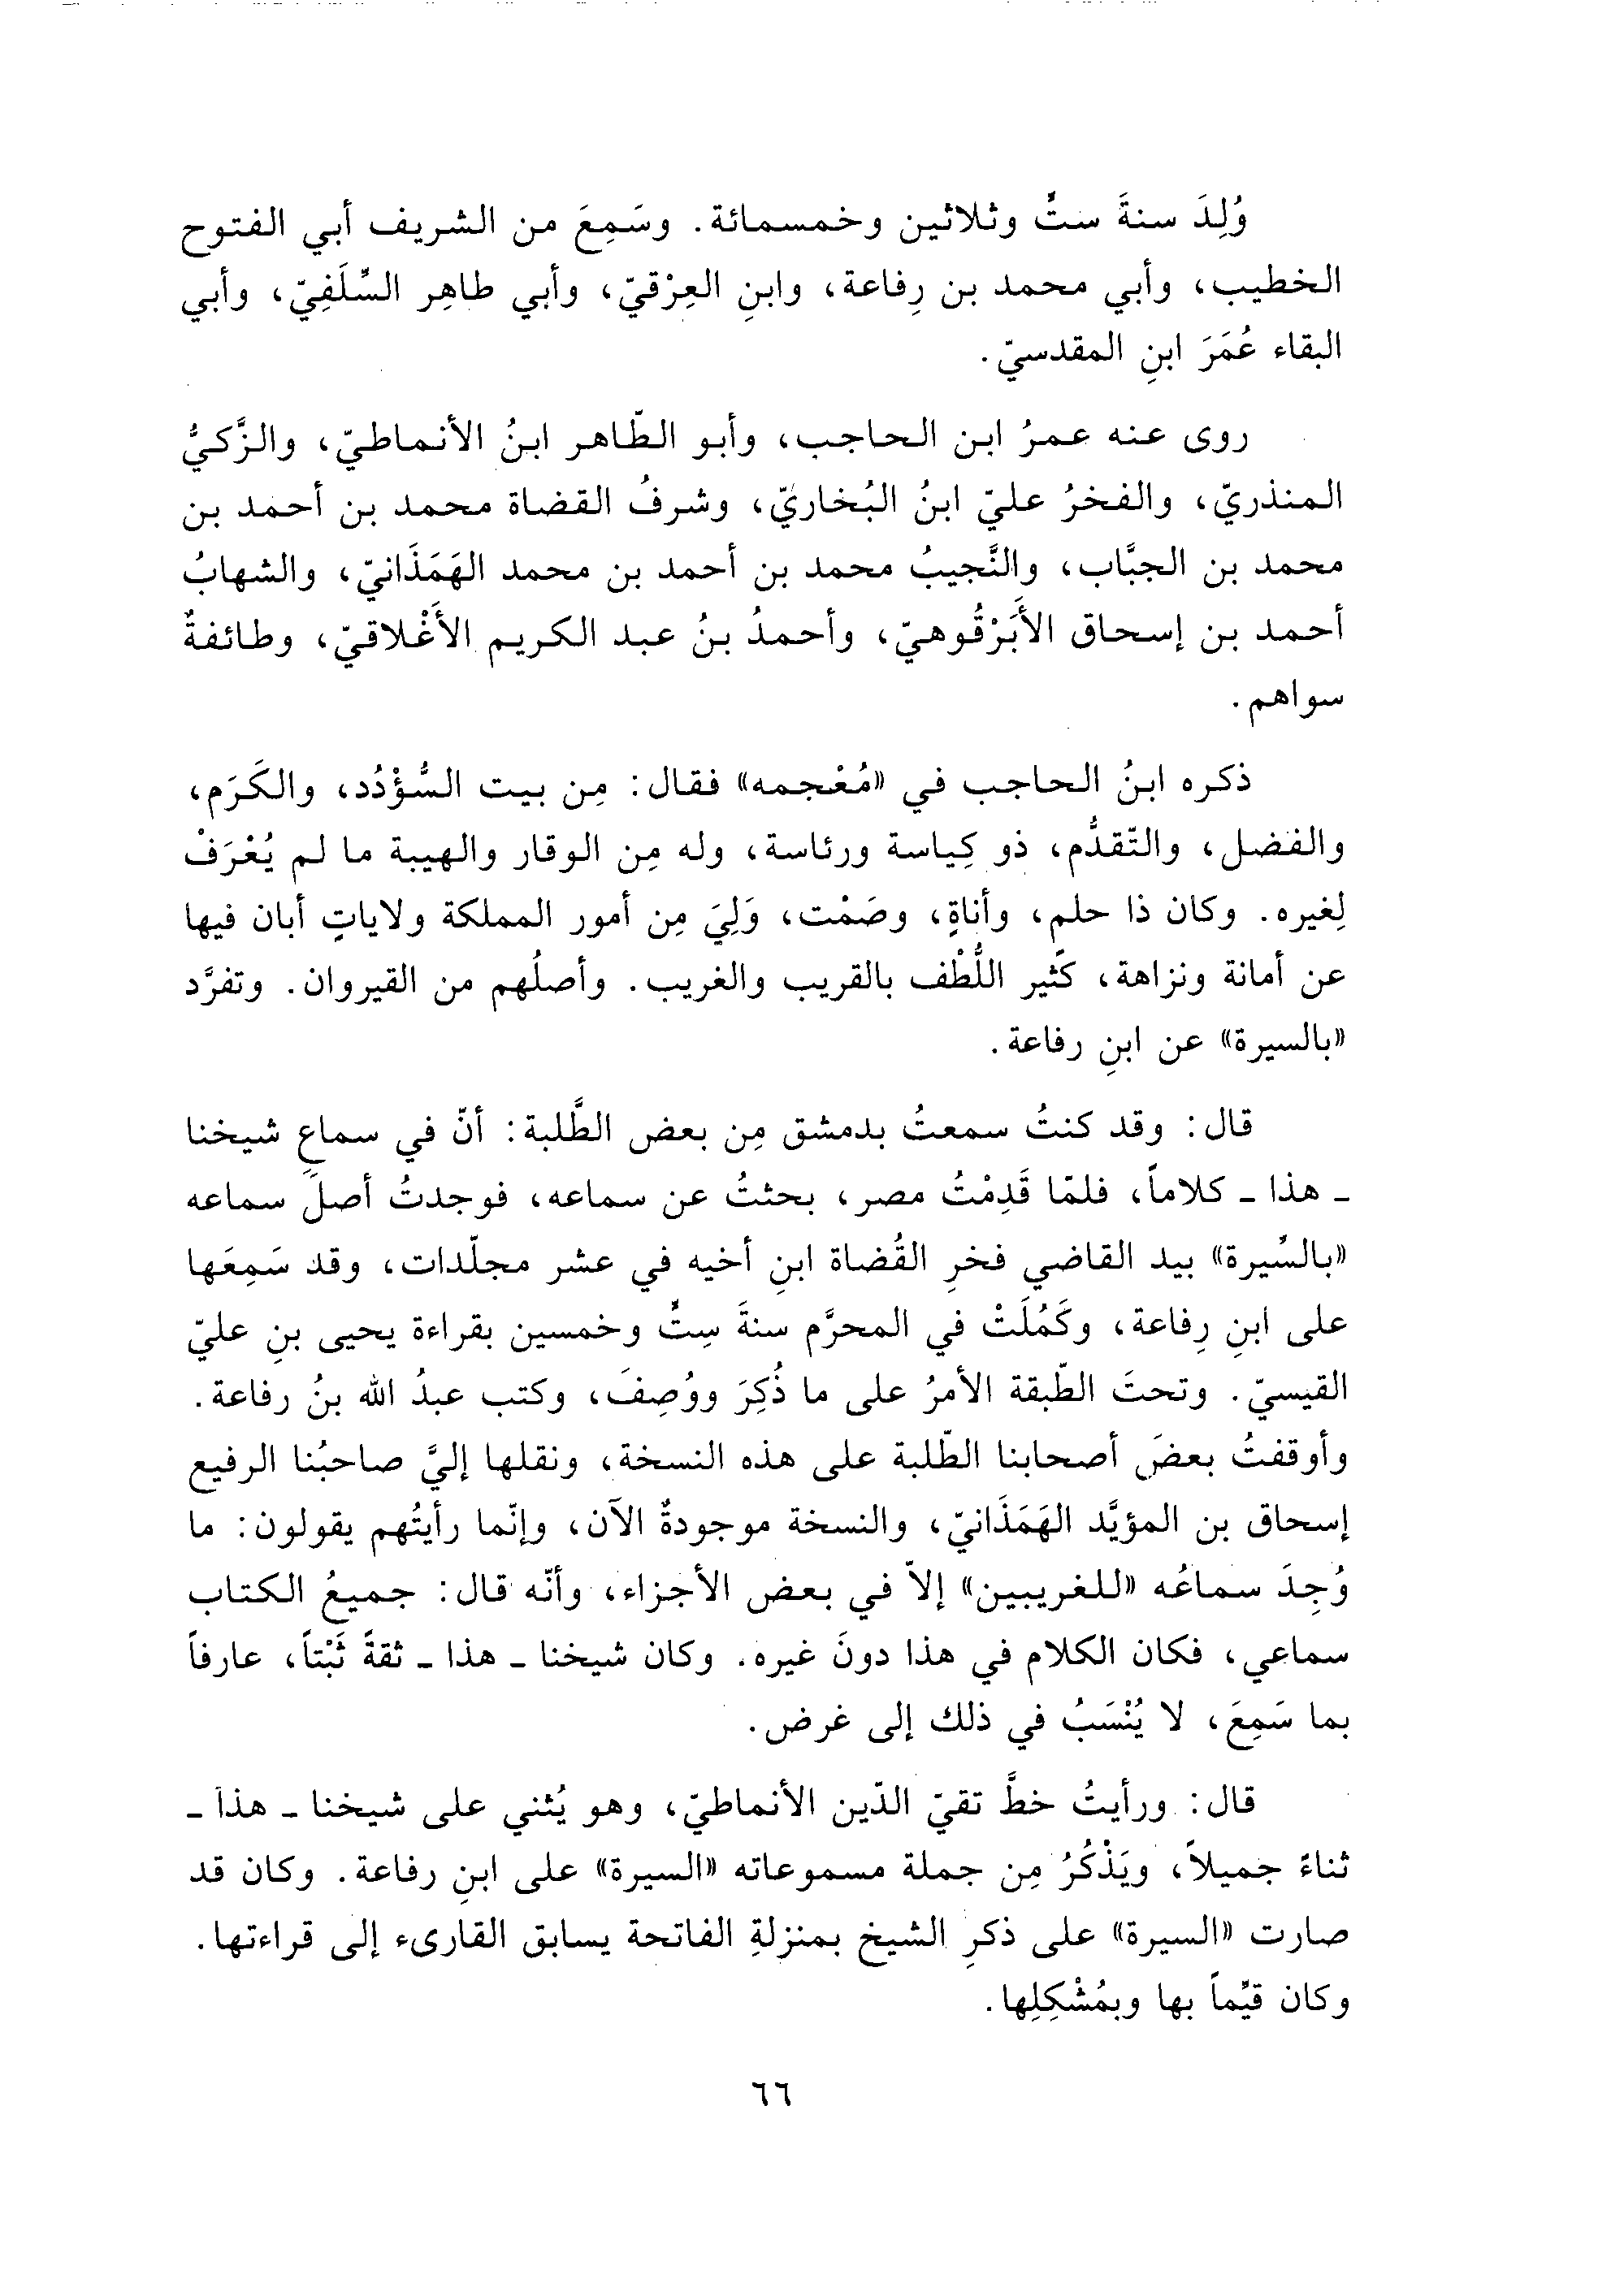 وُلِدَ سنةَ ستٍّ وثلاثين وخمسمائة. وسَمِعَ من الشريف أبي الفتوح
الخطيب، وأبي محمد بن رِفاعة، وابنِ العِرْقيّ، وأبي طاهِر السِّلَفِيّ، وأبي
البقاء عُمَرَ ابنِ المقدسيّ.
روى عنه عمرُ ابن الحاجب، وأبو الطّاهر ابنُ الأنماطيّ، والزَّكيُّ
المنذريّ، والفخرُ عليّ ابنُ البُخاريّ، وشرفُ القضاة محمد بن أحمد بن
محمد بن الجبَّاب، والنَّجيبُ محمد بن أحمد بن محمد الهَمَذَانيّ، والشهابُ
أحمد بن إسحاق الأَبَرْقُوهيّ، وأحمدُ بنُ عبد الكريم الأَغْلاقيّ، وطائفةٌ
سواهم.
ذكره ابنُ الحاجب في «مُعْجمه» فقال: مِن بيت السُّؤْدُد، والكَرَم،
والفضل، والتّقدُّم، ذو كِياسة ورئاسة، وله مِن الوقار والهيبة ما لم يُعْرَفْ
لِغيره. وكان ذا حلمٍ، وأناةٍ، وصَمْت، وَلِيَ مِن أمور المملكة ولاياتٍ أبان فيها
عن أمانة ونزاهة، كثير اللُّطْف بالقريب والغريب. وأصلُهم من القيروان. وتفرَّد
«بالسيرة» عن ابنِ رفاعة.
قال: وقد كنتُ سمعتُ بدمشق مِن بعض الطَّلبة: أنّ في سماعِ شيخنا
ـ هذا ـ كلاماً، فلمّا قَدِمْتُ مصر، بحثتُ عن سماعه، فوجدتُ أصلَ سماعه
«بالسِّيرة» بيد القاضي فخرِ القُضاة ابنِ أخيه في عشر مجلّدات، وقد سَمِعَها
على ابنِ رِفاعة، وكَمُلَتْ في المحرَّم سنةَ سِتٍّ وخمسين بقراءة يحيى بنِ عليّ
القيسيّ. وتحتَ الطّبقة الأمرُ على ما ذُكِرَ ووُصِفَ، وكتب عبدُ الله بنُ رفاعة.
وأوقفتُ بعضَ أصحابنا الطّلبة على هذه النسخة، ونقلها إليَّ صاحبُنا الرفيع
إسحاق بن المؤيَّد الهَمَذَانيّ، والنسخة موجودةٌ الآن، وإنّما رأيتُهم يقولون: ما
وُجِدَ سماعُه «للغريبين» إلاّ في بعض الأجزاء، وأنّه قال: جميعُ الكتاب
سماعي، فكان الكلام في هذا دونَ غيره. وكان شيخنا ـ هذا ـ ثقةً ثَبْتاً، عارفاً
بما سَمِعَ، لا يُنْسَبُ في ذلك إلى غرض.
قال: ورأيتُ خطَّ تقيّ الدّين الأنماطيّ، وهو يُثني على شيخنا ـ هذا ـ
ثناءً جميلاً، ويَذْكُرُ مِن جملة مسموعاته «السيرة» على ابنِ رفاعة. وكان قد
صارت «السيرة» على ذكرِ الشيخ بمنزلةِ الفاتحة يسابق القارىء إلى قراءتها.
وكان قيِّماً بها وبمُشْكِلِها.
٦٦